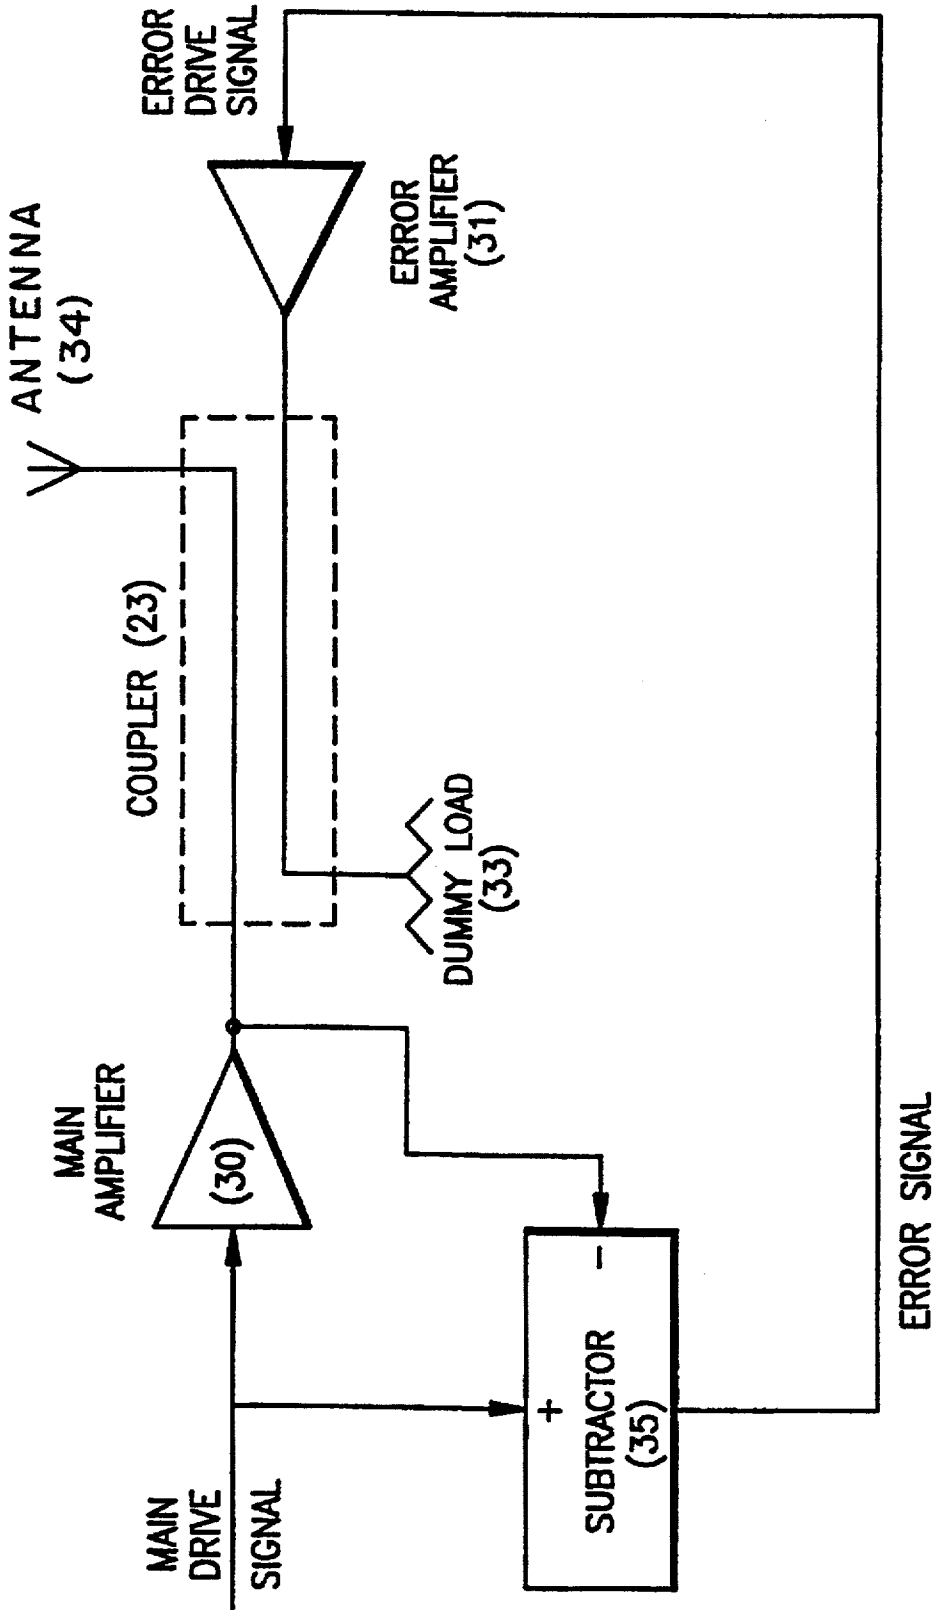 ANTENNA
(34)
ERROR
DRIVE
SIGNAL
COUPLER (23)
ERROR
AMPLIFIER
(31)
MAIN
AMPLIFIER
(30)
DUMMY LOAD
(33)
MAIN
DRIVE
SIGNAL
+
-
SUBTRACTOR
(35)
ERROR SIGNAL